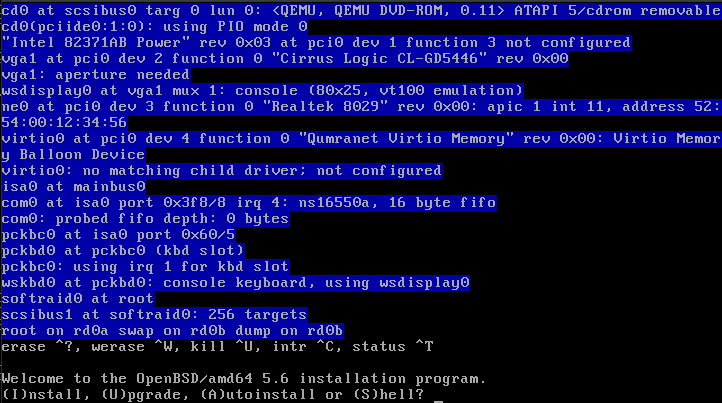 cd0 at scsibus0 targ 0 lun 0: <QEMU, QEMU DVD-ROM, 0.11> ATAPI 5/cdrom removable
cd0(pciide0:1:0): using PIO mode 0
"Intel 82371AB Power" rev 0x03 at pci0 dev 1 function 3 not configured
vga1 at pci0 dev 2 function 0 "Cirrus Logic CL-GD5446" rev 0x00
vga1: aperture needed
wsdisplay0 at vga1 mux 1: console (80x25, vt100 emulation)
ne0 at pci0 dev 3 function 0 "Realtek 8029" rev 0x00: apic 1 int 11, address 52:
54:00:12:34:56
virtio0 at pci0 dev 4 function 0 "Qumranet Virtio Memory" rev 0x00: Virtio Memor
y Balloon Device
virtio0: no matching child driver; not configured
isa0 at mainbus0
com0 at isa0 port 0x3f8/8 irq 4: ns16550a, 16 byte fifo
com0: probed fifo depth: 0 bytes
pckbc0 at isa0 port 0x60/5
pckbd0 at pckbc0 (kbd slot)
pckbc0: using irq 1 for kbd slot
wskbd0 at pckbd0: console keyboard, using wsdisplay0
softraid0 at root
scsibus1 at softraid0: 256 targets
root on rd0a swap on rd0b dump on rd0b
erase ^?, werase ^W, kill ^U, intr ^C, status ^T
Welcome to the OpenBSD/amd64 5.6 installation program.
(I)nstall, (U)pgrade, (A)utoinstall or (S)hell?